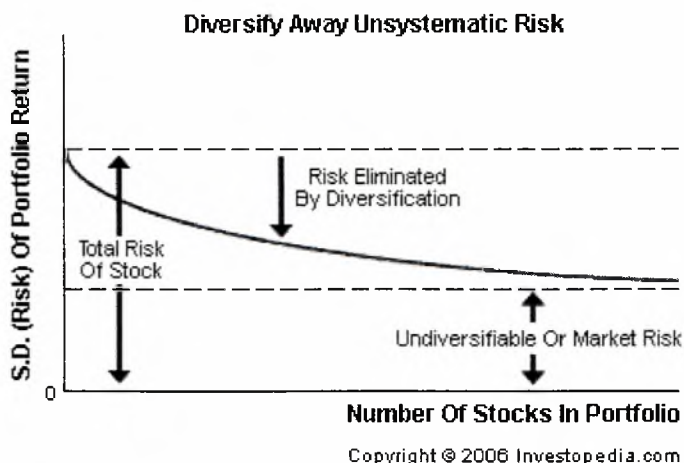 Diversify Away Unsystematic Risk
S.D. (Risk) Of Portfolio Return
Risk Eliminated
By Diversification
Total Risk
Of Stock
Undiversifiable Or Market Risk
0
Number Of Stocks In Portfolio
Copyright © 2006 Investopedia.com